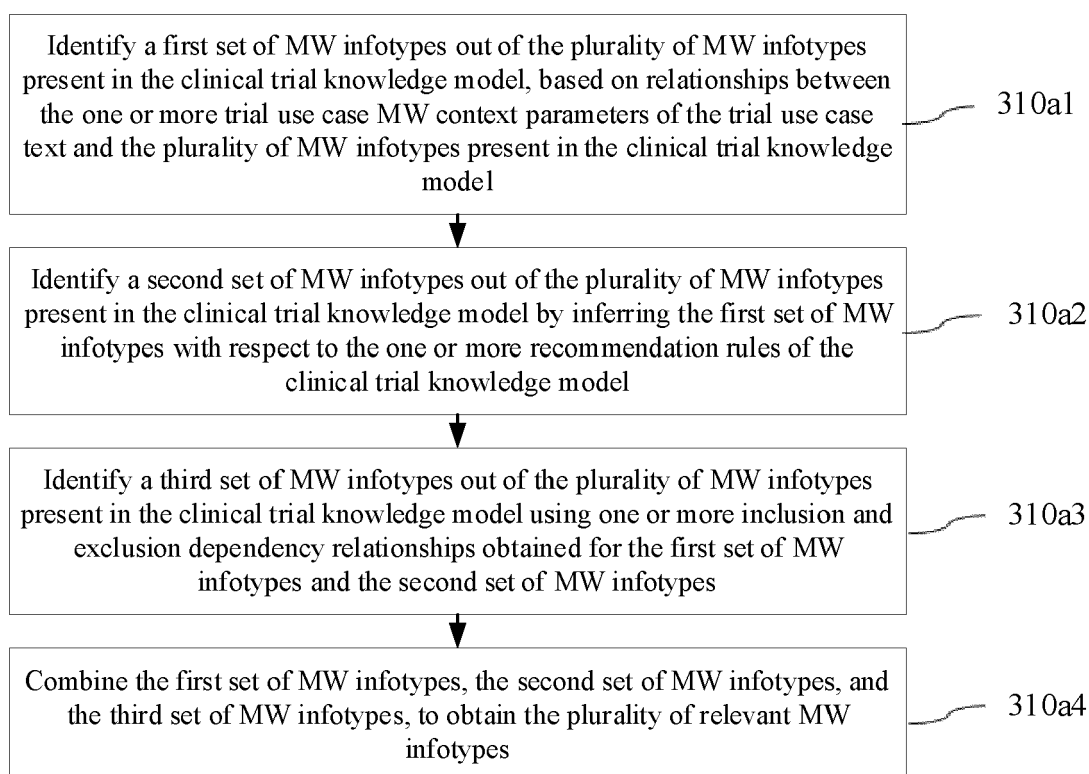 Identify a first set of MW infotypes out of the plurality of MW infotypes
present in the clinical trial knowledge model, based on relationships between
the one or more trial use case MW context parameters of the trial use case
text and the plurality of MW infotypes present in the clinical trial knowledge
model
310a1
Identify a second set of MW infotypes out of the plurality of MW infotypes
present in the clinical trial knowledge model by inferring the first set of MW
infotypes with respect to the one or more recommendation rules of the
clinical trial knowledge model
310a2
Identify a third set of MW infotypes out of the plurality of MW infotypes
present in the clinical trial knowledge model using one or more inclusion and
exclusion dependency relationships obtained for the first set of MW
infotypes and the second set of MW infotypes
310a3
Combine the first set of MW infotypes, the second set of MW infotypes, and
the third set of MW infotypes, to obtain the plurality of relevant MW
infotypes
310a4